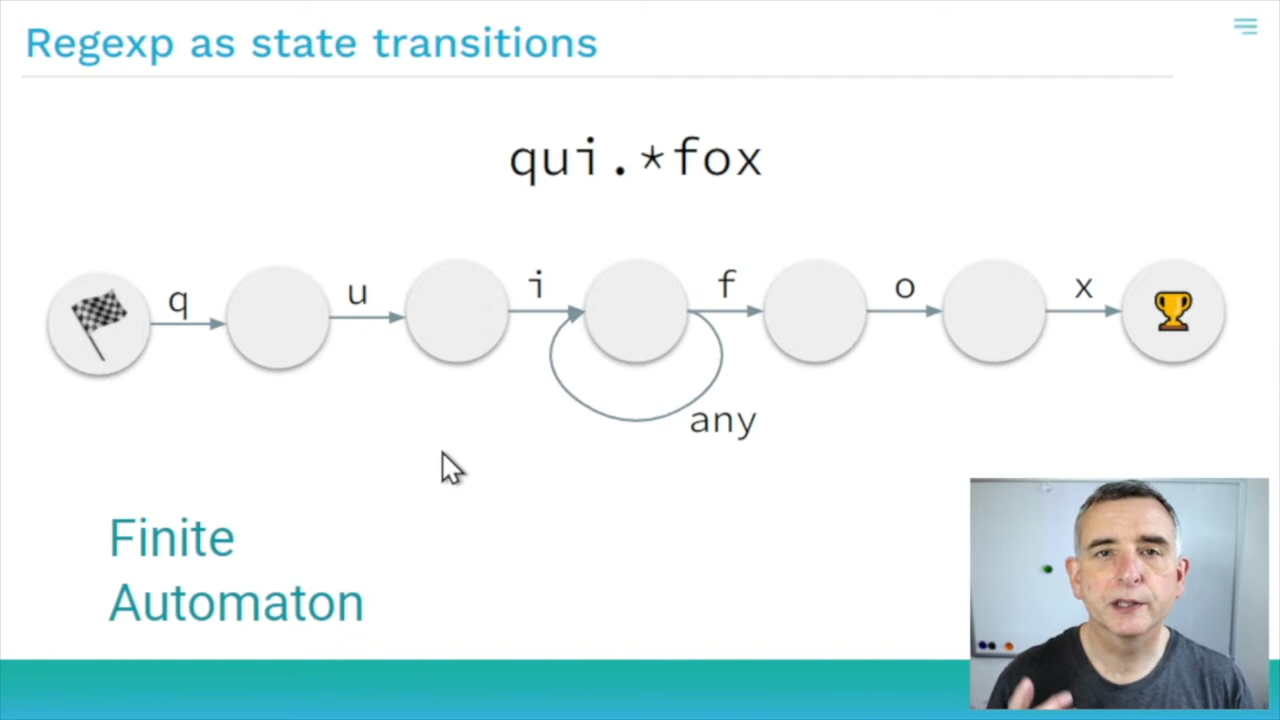 Regexp as state transitions
qui.*fox
q u i f o x
any
Finite
Automaton